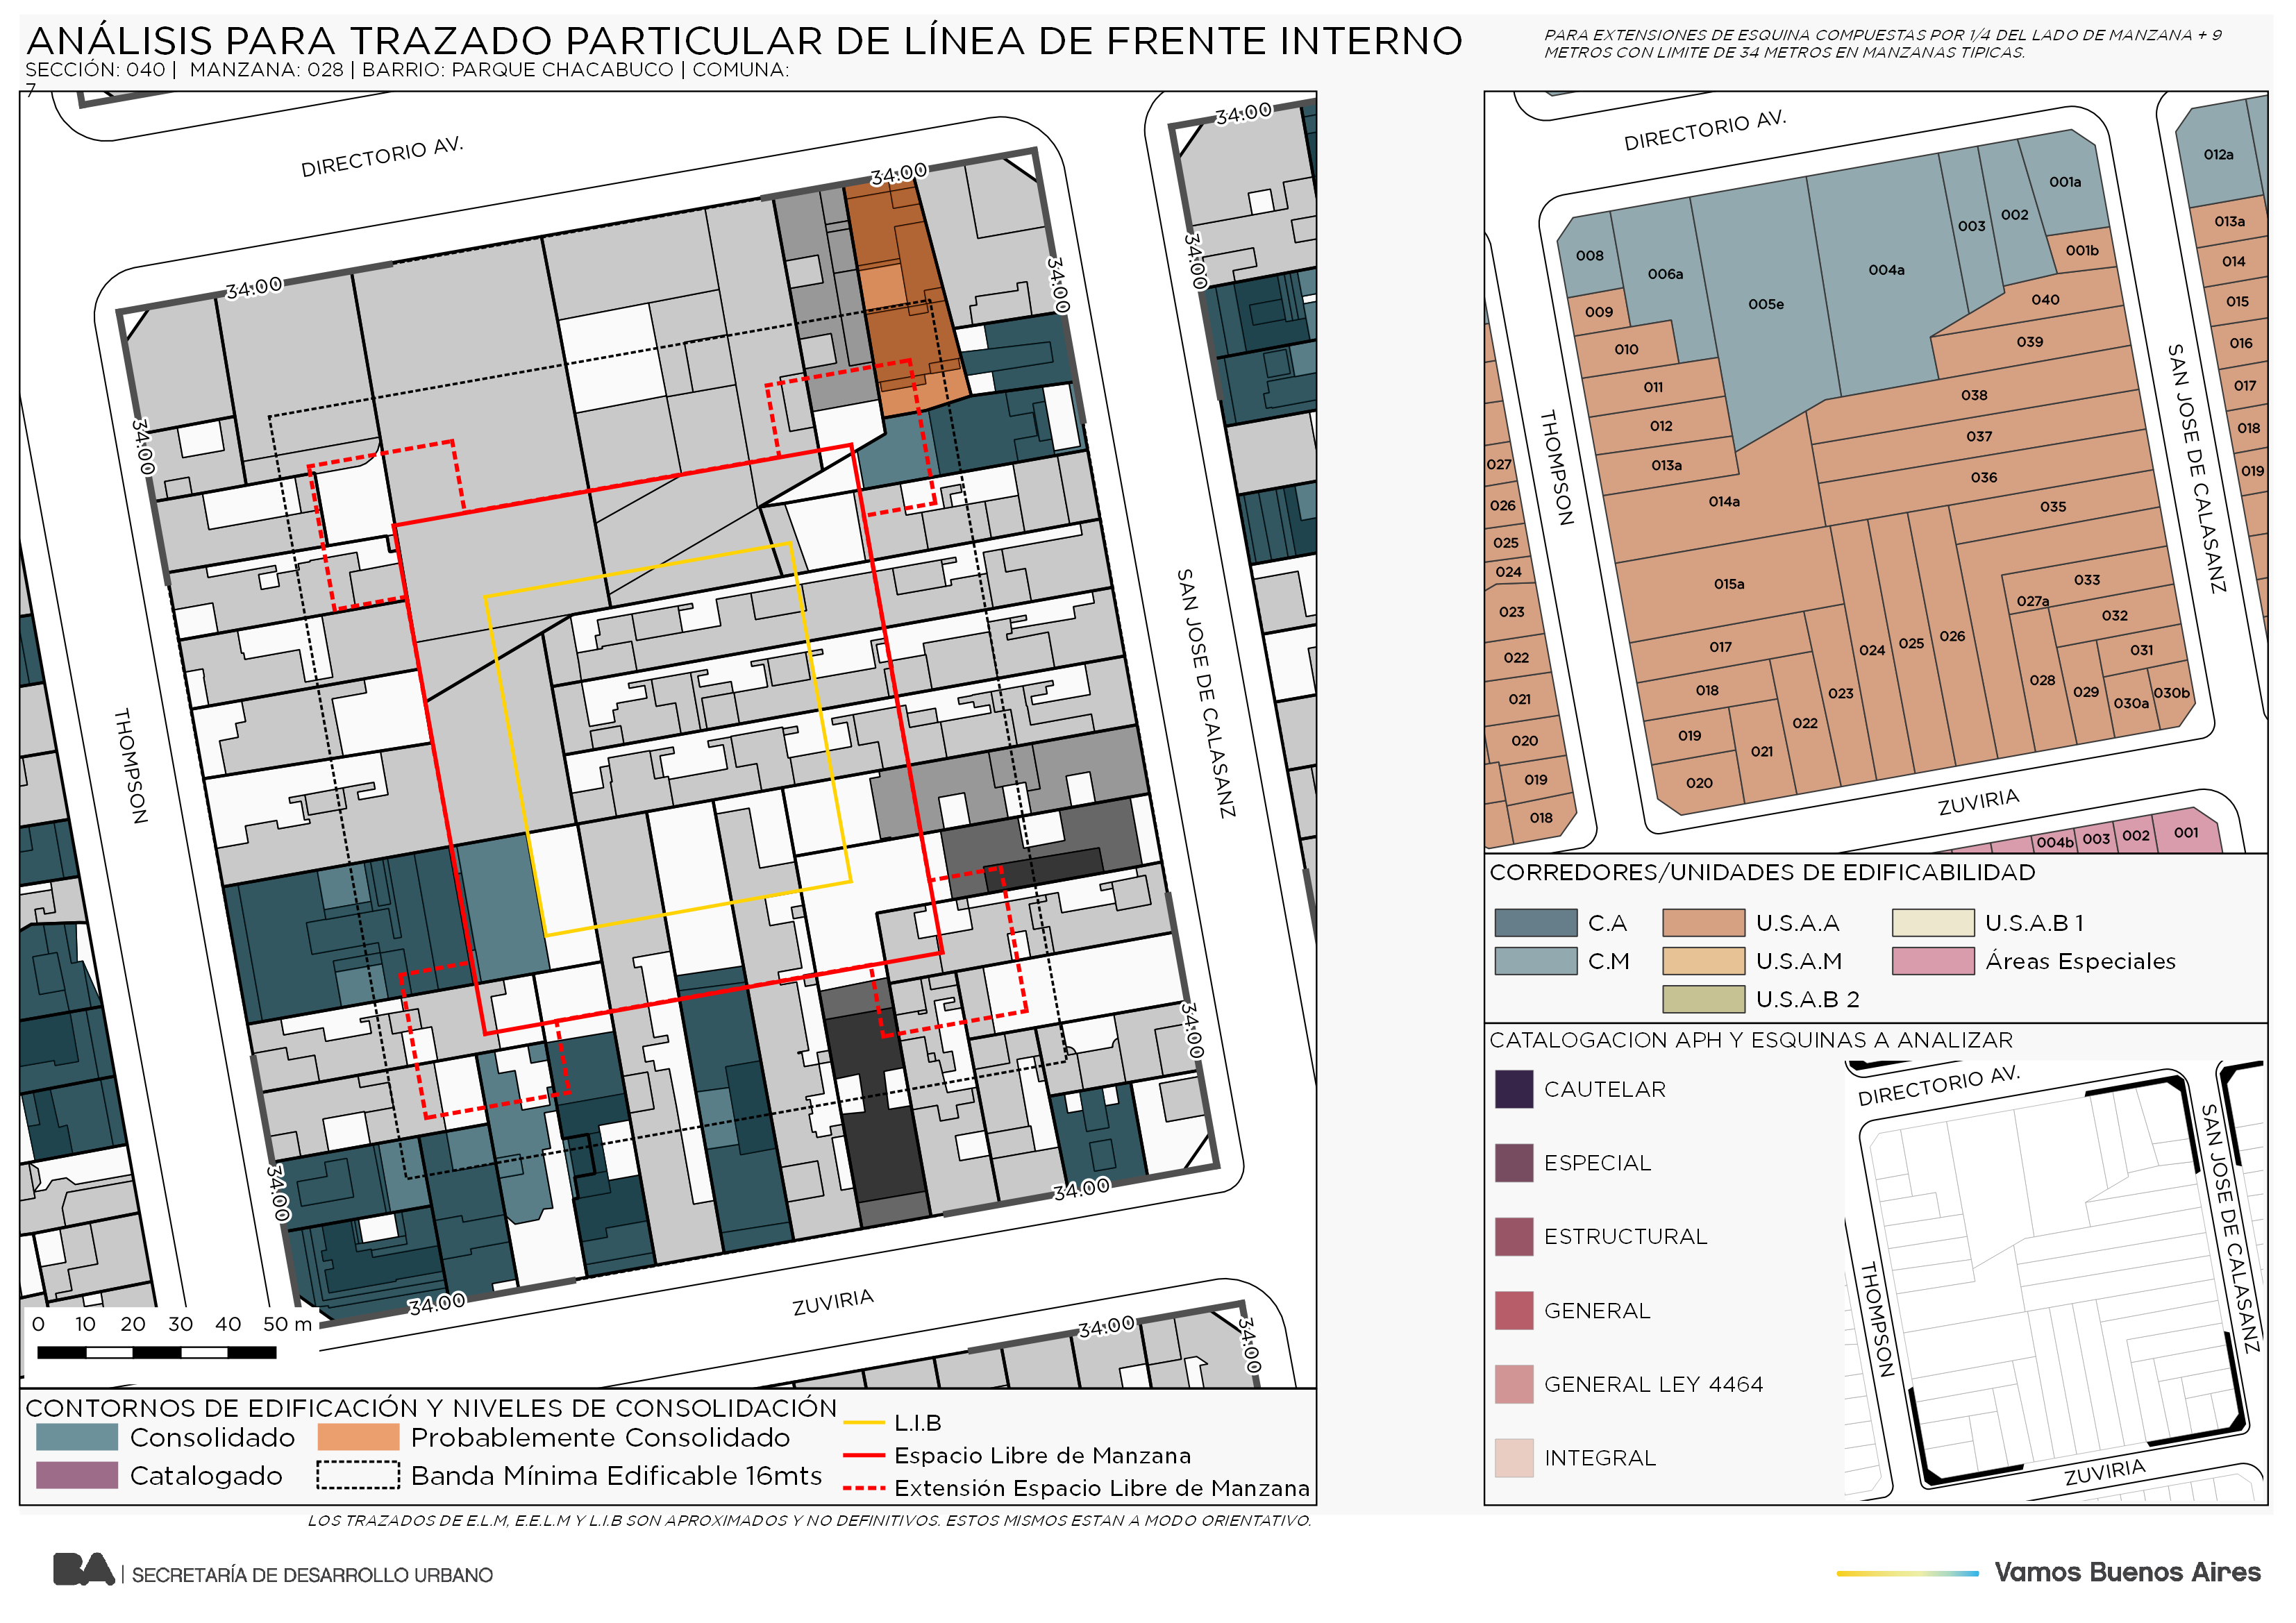 ANÁLISIS PARA TRAZADO PARTICULAR DE LÍNEA DE FRENTE INTERNO
SECCIÓN: 040 | MANZANA: 028 | BARRIO: PARQUE CHACABUCO | COMUNA:
7
PARA EXTENSIONES DE ESQUINA COMPUESTAS POR 1/4 DEL LADO DE MANZANA + 9
METROS CON LIMITE DE 34 METROS EN MANZANAS TIPICAS.
DIRECTORIO AV.
34.00
34.00
34.00
34.00
34.00
34.00
THOMPSON
SAN JOSE DE CALASANZ
34.00
34.00
34.00
34.00
ZUVIRIA
34.00
34.00
0 10 20 30 40 50 m
CONTORNOS DE EDIFICACIÓN Y NIVELES DE CONSOLIDACIÓN
Consolidado
Catalogado
Probablemente Consolidado
Banda Mínima Edificable 16mts
L.I.B
Espacio Libre de Manzana
Extensión Espacio Libre de Manzana
DIRECTORIO AV.
THOMPSON
SAN JOSE DE CALASANZ
ZUVIRIA
001a
001b
002
003
004a
005e
006a
008
009
010
011
012
013a
014a
015a
017
018
019
020
021
022
023
024
025
026
027a
028
029
030a
030b
031
032
033
035
036
037
038
039
040
012a
013a
014
015
016
017
018
019
027
026
025
024
023
022
021
020
019
018
004b
003
002
001
CORREDORES/UNIDADES DE EDIFICABILIDAD
C.A
C.M
U.S.A.A
U.S.A.M
U.S.A.B 2
U.S.A.B 1
Áreas Especiales
CATALOGACION APH Y ESQUINAS A ANALIZAR
CAUTELAR
ESPECIAL
ESTRUCTURAL
GENERAL
GENERAL LEY 4464
INTEGRAL
DIRECTORIO AV.
SAN JOSE DE CALASANZ
THOMPSON
ZUVIRIA
LOS TRAZADOS DE E.L.M, E.E.L.M Y L.I.B SON APROXIMADOS Y NO DEFINITIVOS. ESTOS MISMOS ESTAN A MODO ORIENTATIVO.
BA | SECRETARÍA DE DESARROLLO URBANO
Vamos Buenos Aires